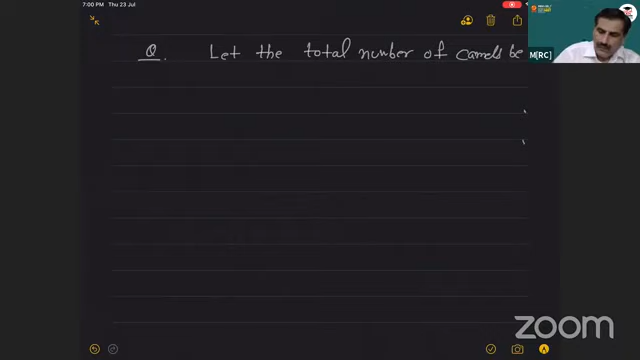 7:00 PM Thu 23 Jul
Q. Let the total number of camels be
M[RC]
zoom